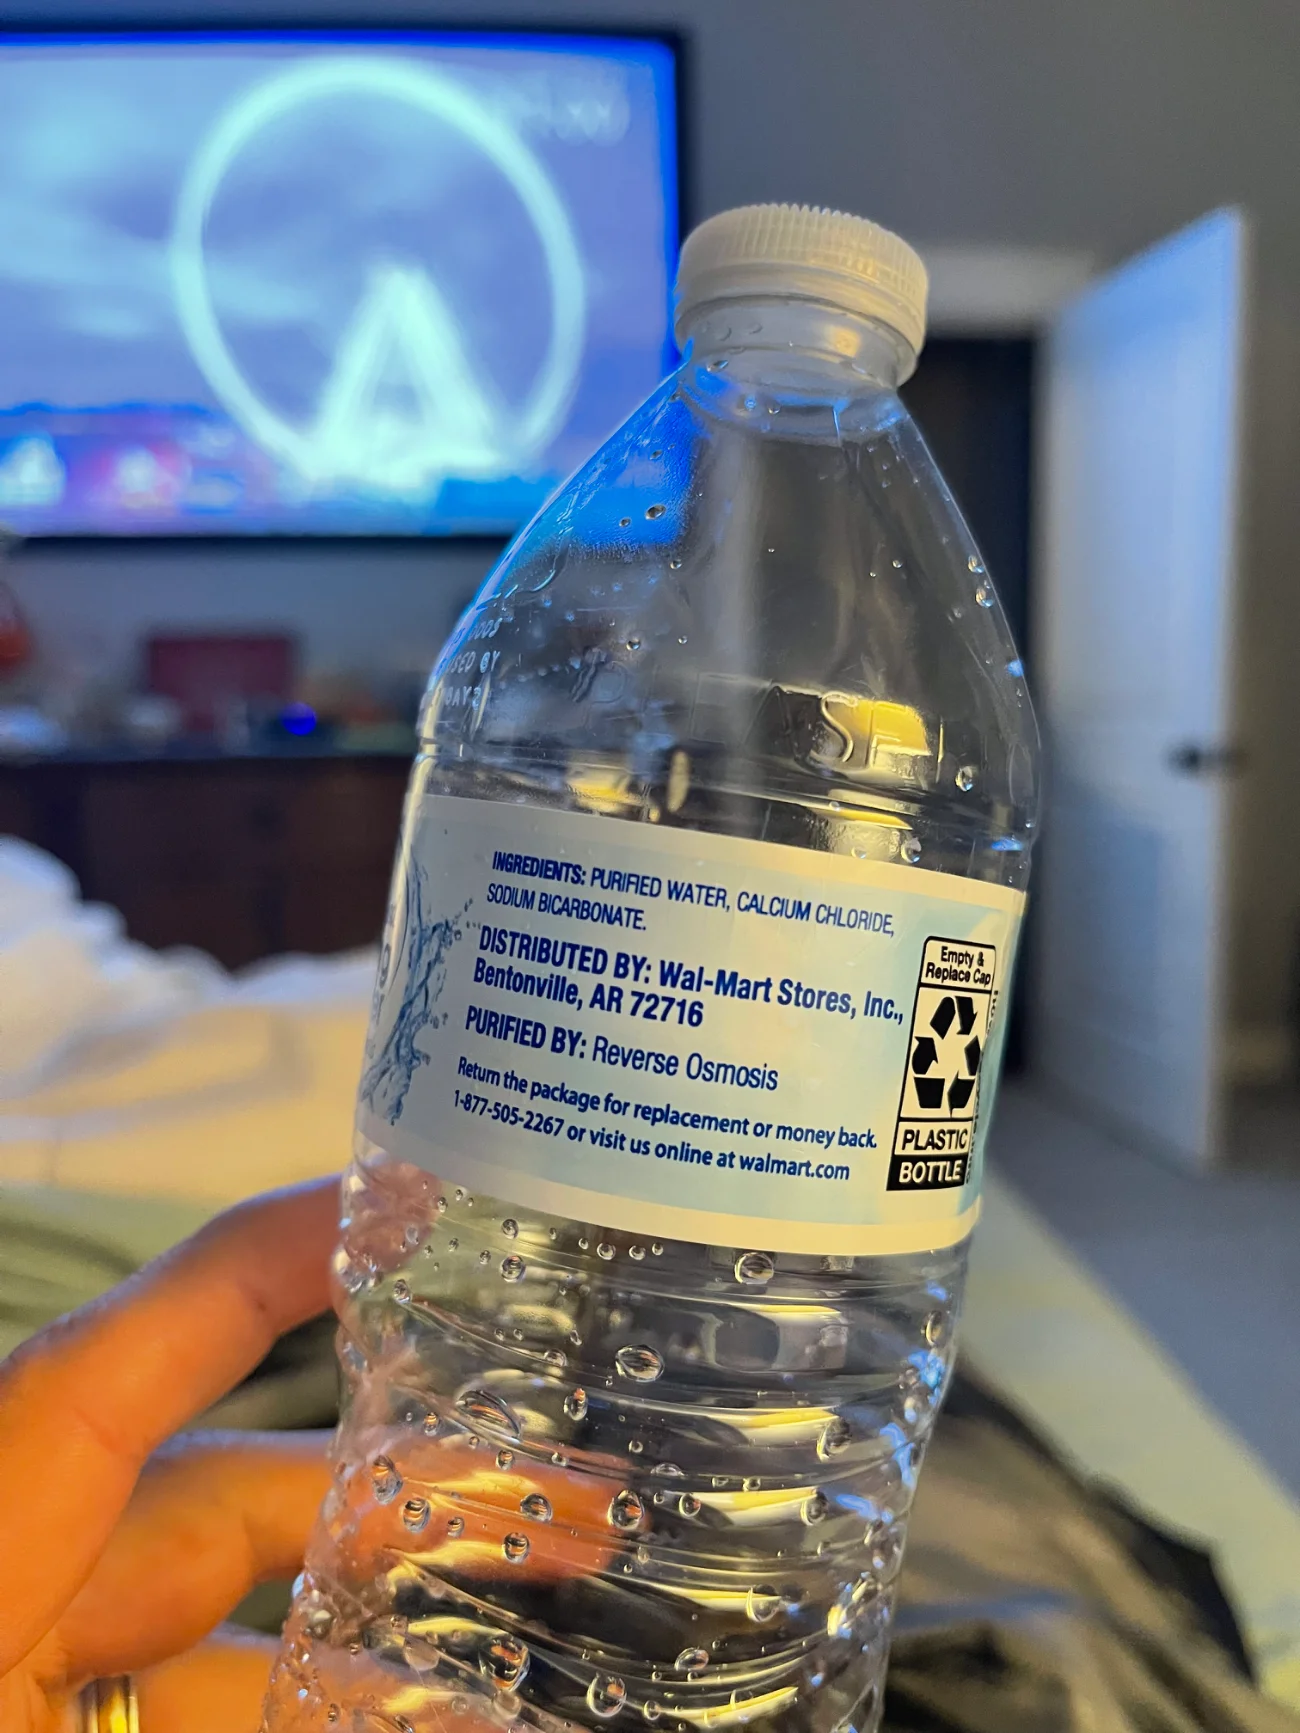 INGREDIENTS: PURIFIED WATER, CALCIUM CHLORIDE,
SODIUM BICARBONATE.
DISTRIBUTED BY: Wal-Mart Stores, Inc.,
Bentonville, AR 72716
PURIFIED BY: Reverse Osmosis
Return the package for replacement or money back.
1-877-505-2267 or visit us online at walmart.com
Empty &
Replace Cap
PLASTIC
BOTTLE